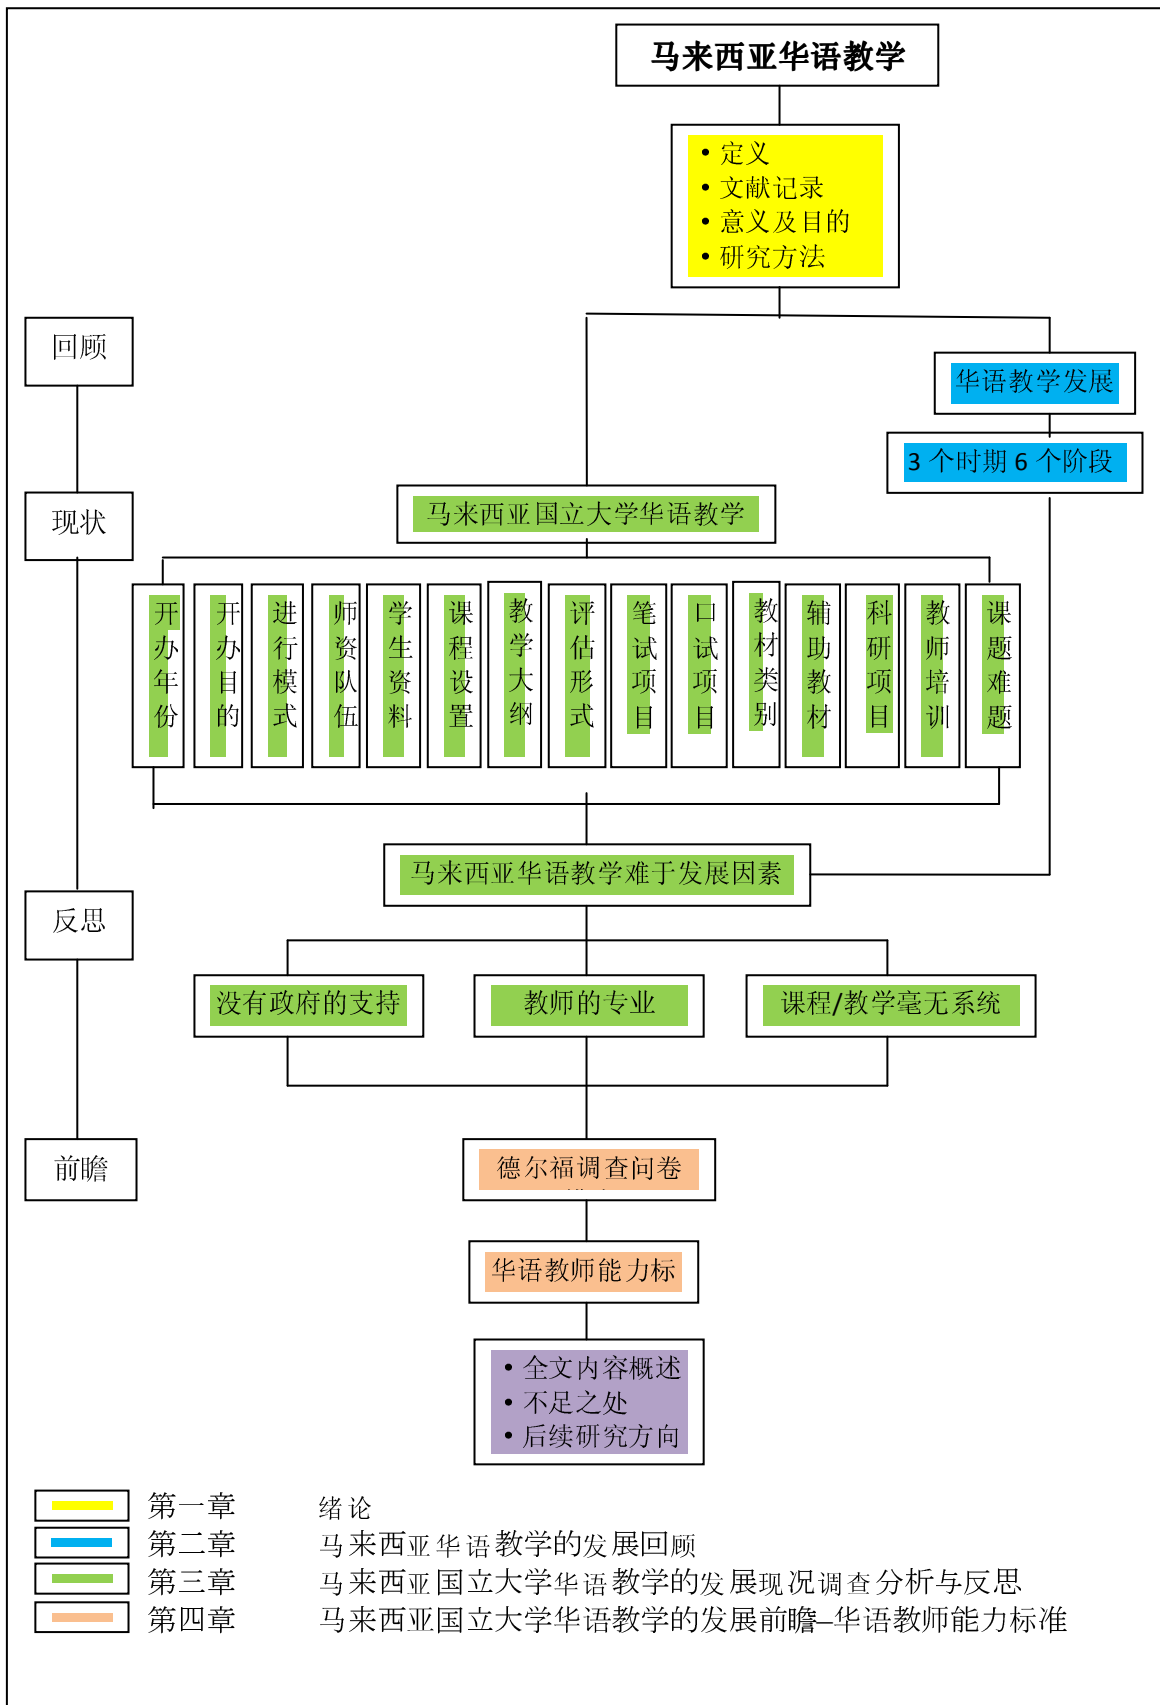 马来西亚华语教学
• 定义
• 文献记录
• 意义及目的
• 研究方法
回顾
华语教学发展
3 个时期 6 个阶段
现状
马来西亚国立大学华语教学
开办年份
开办目的
进行模式
师资队伍
学生资料
课程设置
教学大纲
评估形式
笔试项目
口试项目
教材类别
辅助教材
科研项目
教师培训
课题难题
马来西亚华语教学难于发展因素
反思
没有政府的支持
教师的专业
课程/教学毫无系统
前瞻
德尔福调查问卷
华语教师能力标
• 全文内容概述
• 不足之处
• 后续研究方向
第一章 绪论
第二章 马来西亚华语教学的发展回顾
第三章 马来西亚国立大学华语教学的发展现况调查分析与反思
第四章 马来西亚国立大学华语教学的发展前瞻–华语教师能力标准